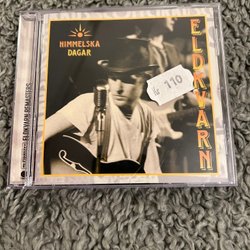 HIMMELSKA
DAGAR
ELDKVARN
110
ELDKVARN REMASTERS